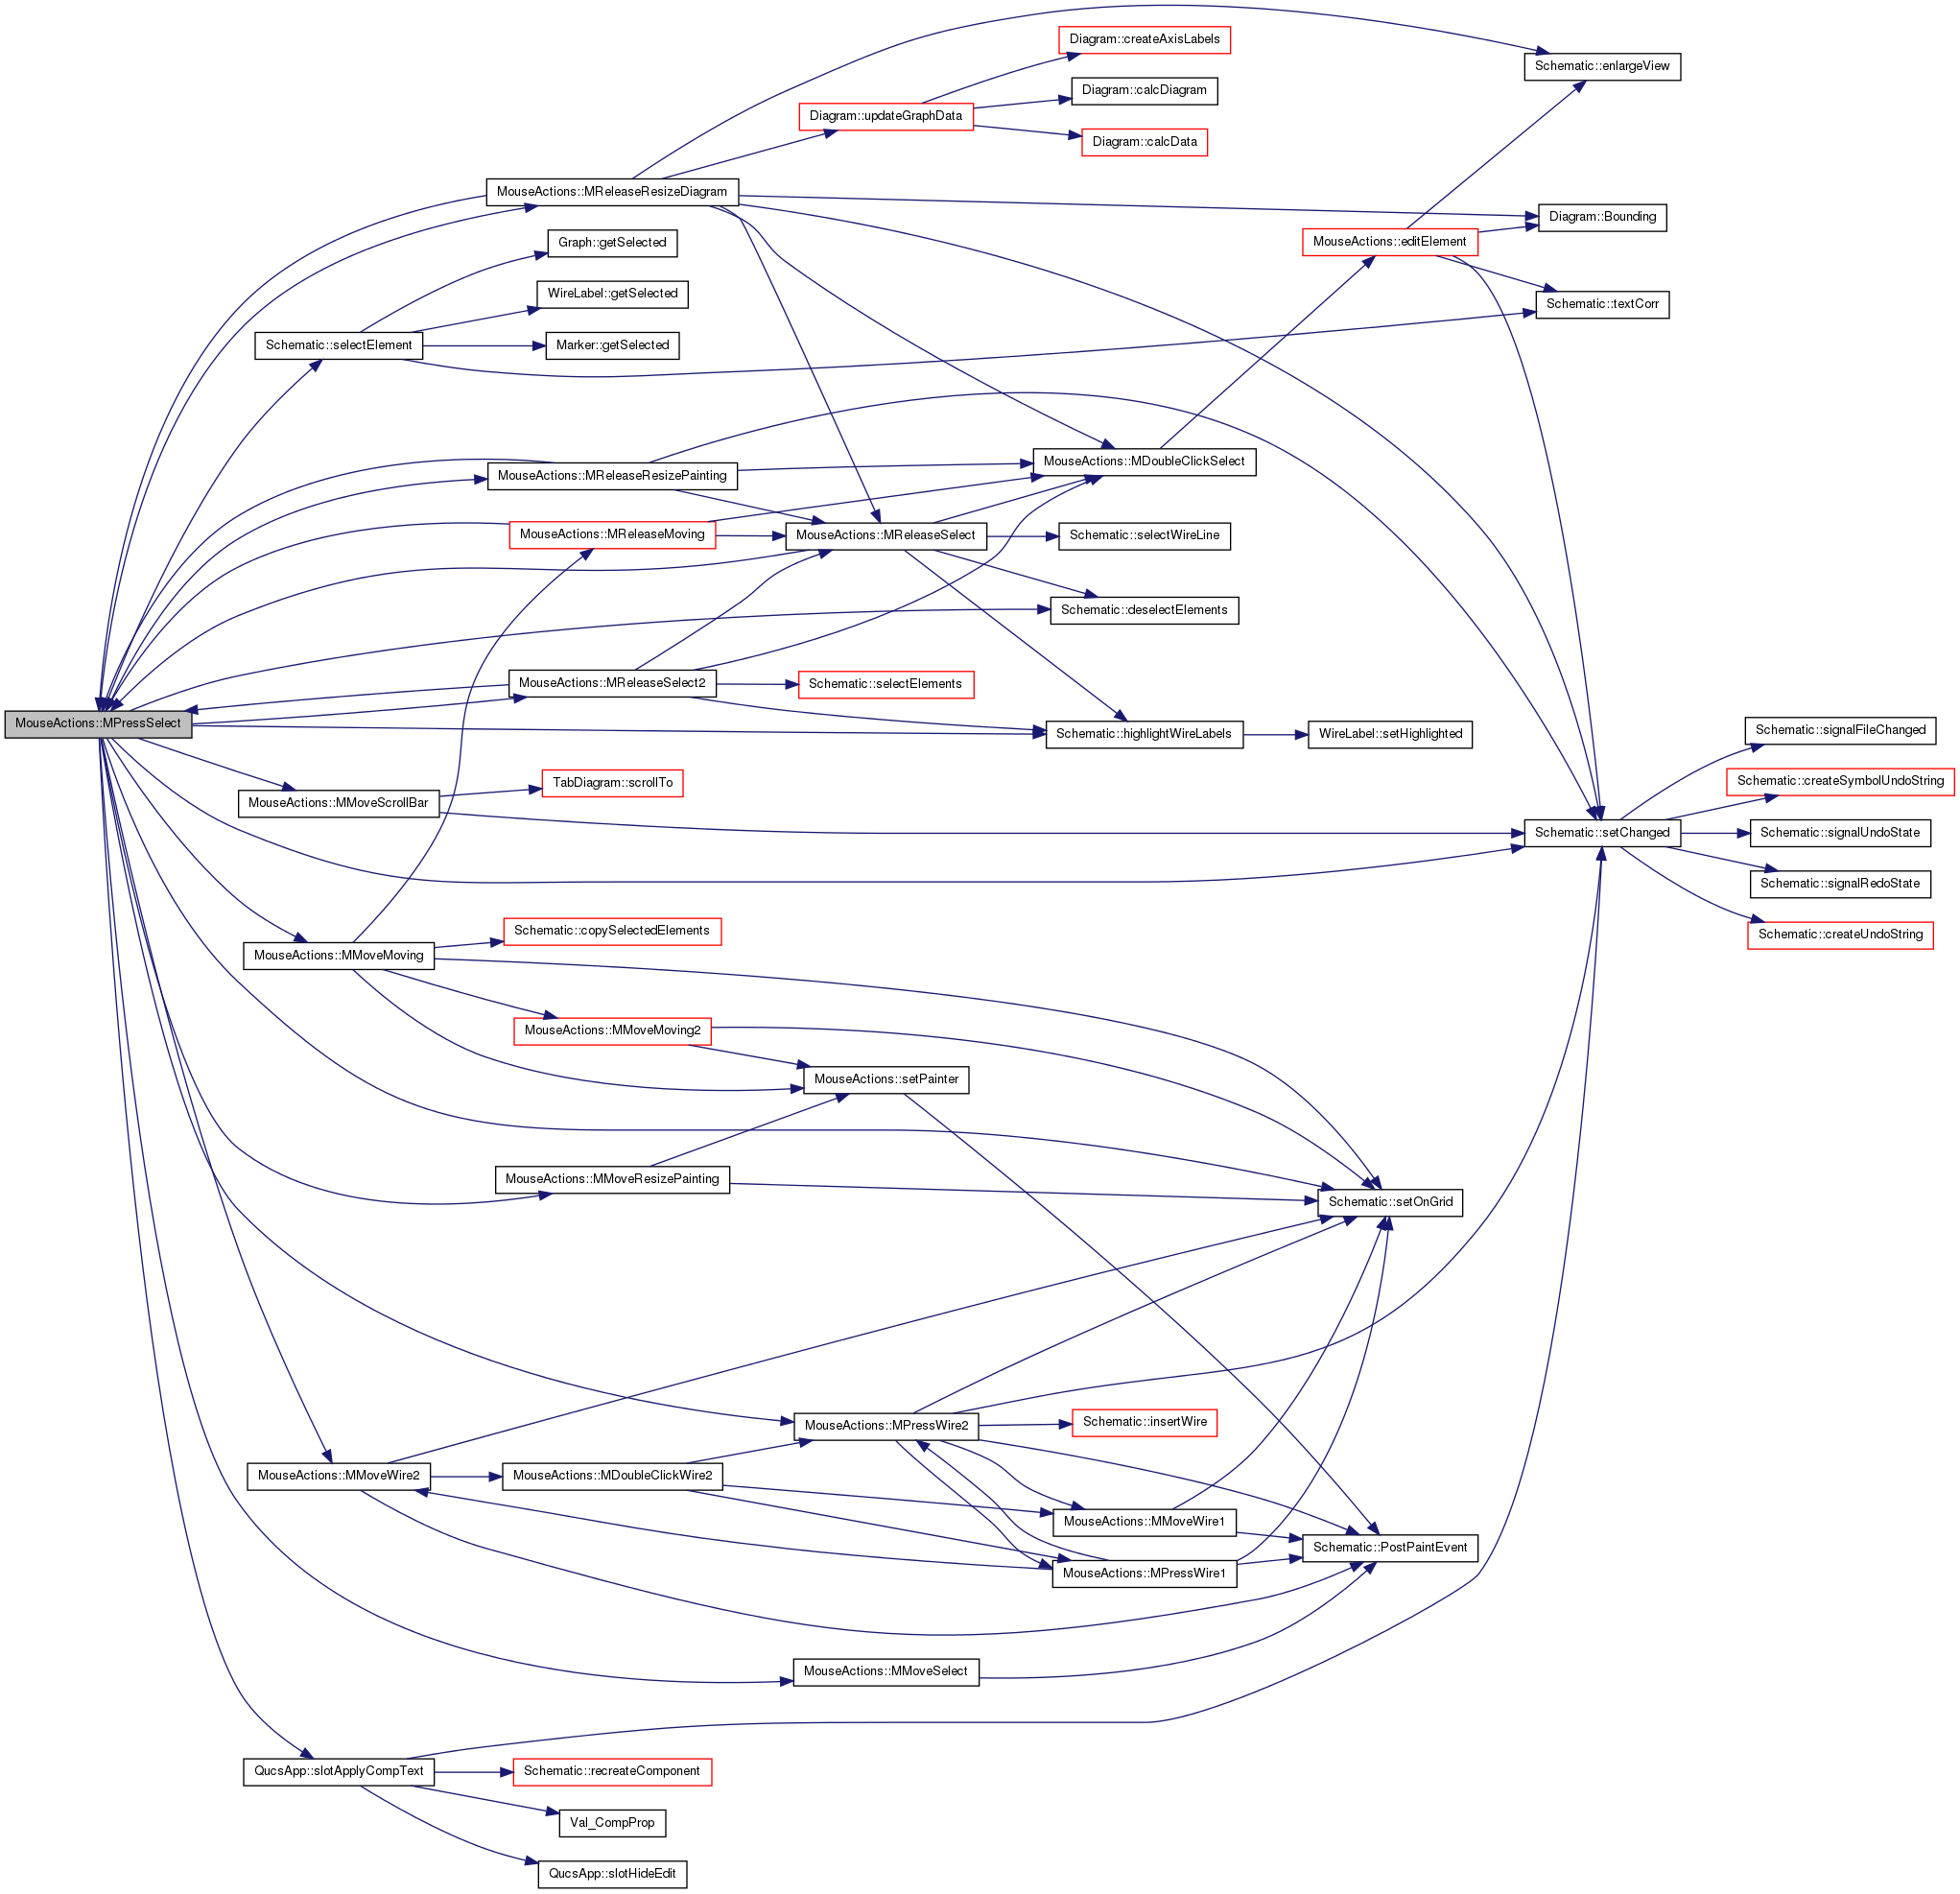 Diagram::createAxisLabels
Schematic::enlargeView
Diagram::calcDiagram
Diagram::updateGraphData
Diagram::calcData
MouseActions::MReleaseResizeDiagram
Diagram::Bounding
Graph::getSelected
MouseActions::editElement
WireLabel::getSelected
Schematic::textCorr
Schematic::selectElement
Marker::getSelected
MouseActions::MDoubleClickSelect
MouseActions::MReleaseResizePainting
MouseActions::MReleaseMoving
MouseActions::MReleaseSelect
Schematic::selectWireLine
Schematic::deselectElements
MouseActions::MReleaseSelect2
Schematic::selectElements
MouseActions::MPressSelect
Schematic::highlightWireLabels
WireLabel::setHighlighted
Schematic::signalFileChanged
TabDiagram::scrollTo
Schematic::createSymbolUndoString
MouseActions::MMoveScrollBar
Schematic::setChanged
Schematic::signalUndoState
Schematic::signalRedoState
Schematic::copySelectedElements
Schematic::createUndoString
MouseActions::MMoveMoving
MouseActions::MMoveMoving2
MouseActions::setPainter
MouseActions::MMoveResizePainting
Schematic::setOnGrid
MouseActions::MPressWire2
Schematic::insertWire
MouseActions::MMoveWire2
MouseActions::MDoubleClickWire2
MouseActions::MMoveWire1
Schematic::PostPaintEvent
MouseActions::MPressWire1
MouseActions::MMoveSelect
QucsApp::slotApplyCompText
Schematic::recreateComponent
Val_CompProp
QucsApp::slotHideEdit